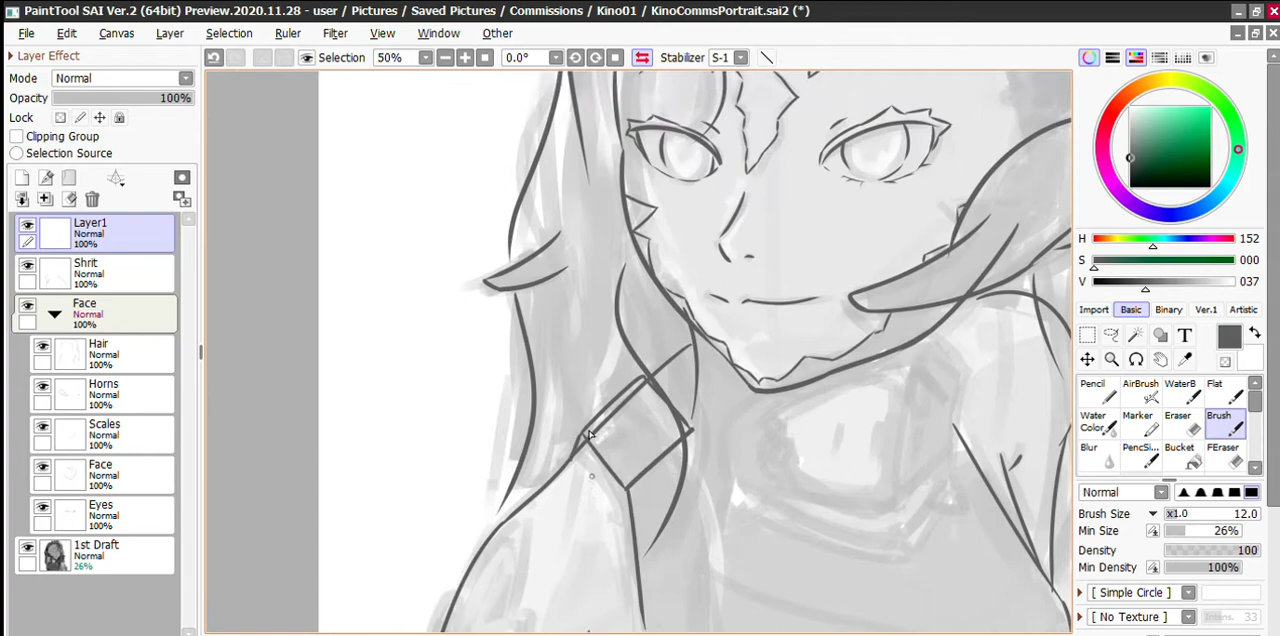 PaintTool SAI Ver.2 (64bit) Preview.2020.11.28 - user / Pictures / Saved Pictures / Commissions / Kino01 / KinoCommsPortrait.sai2 (*)
File Edit Canvas Layer Selection Ruler Filter View Window Other
Layer Effect
Selection 50% 0.0° Stabilizer S-1
Mode Normal
Opacity 100%
Lock
Clipping Group
Selection Source
Layer1
Normal
100%
Shrit
Normal
100%
Face
Normal
100%
Hair
Normal
100%
Horns
Normal
100%
Scales
Normal
100%
Face
Normal
100%
Eyes
Normal
100%
1st Draft
Normal
26%
H 152
S 000
V 037
Import Basic Binary Ver.1 Artistic
T
Pencil AirBrush WaterB Flat
Water Color Marker Eraser Brush
Blur PencSi... Bucket FEraser
Normal
Brush Size x1.0 12.0
Min Size 26%
Density 100
Min Density 100%
[ Simple Circle ]
[ No Texture ] Intens. 33